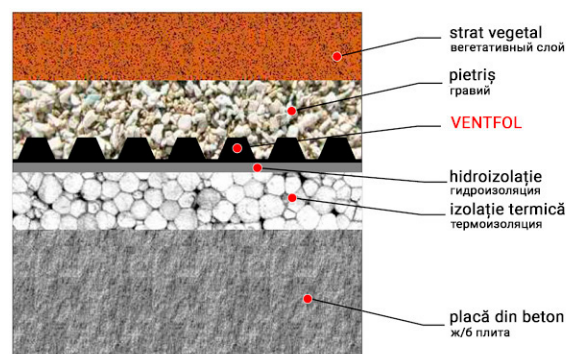 strat vegetal
вегетативный слой
pietriș
гравий
VENTFOL
hidroizolație
гидроизоляция
izolație termică
термоизоляция
placă din beton
ж/б плита